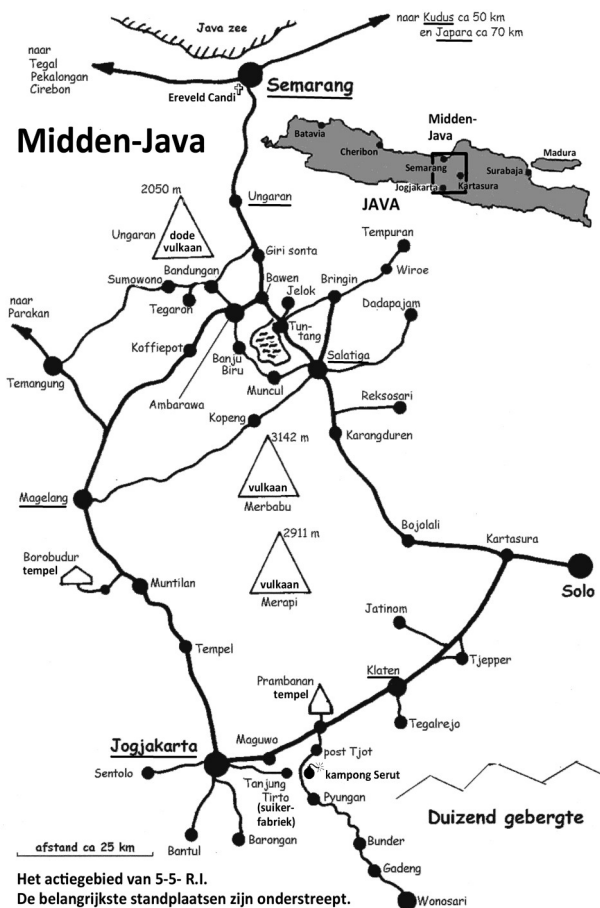 Java zee
naar Kudus ca 50 km
en Japara ca 70 km
naar
Tegal
Pekalongan
Cirebon
Semarang
Ereveld Candi
Midden-Java
Midden-
Java
Batavia
Cheribon
Semarang
Surabaja
Madura
Jogjakarta
Kartasura
JAVA
2050 m
Ungaran
Ungaran
dode
vulkaan
Giri sonta
Tempuran
Wiroe
Sumowono
Bandungan
Bawen
Jelok
Bringin
Dadapajam
Tegaron
naar
Parakan
Koffiepot
Tun-
tang
Banju
Biru
Salatiga
Temangung
Muncul
Ambarawa
Kopeng
Reksosari
Karangduren
3142 m
vulkaan
Merbabu
Magelang
2911 m
vulkaan
Merapi
Bojolali
Kartasura
Solo
Borobudur
tempel
Muntilan
Jatinom
Tempel
Tjepper
Klaten
Prambanan
tempel
Tegalrejo
Jogjakarta
Maguwo
post Tjot
Sentolo
Tanjung
Tirto
(suiker-
fabriek)
kampong Serut
Pyungan
Duizend gebergte
Bantul
Barongan
Bunder
Gadeng
Wonosari
afstand ca 25 km
Het actiegebied van 5-5- R.I.
De belangrijkste standplaatsen zijn onderstreept.